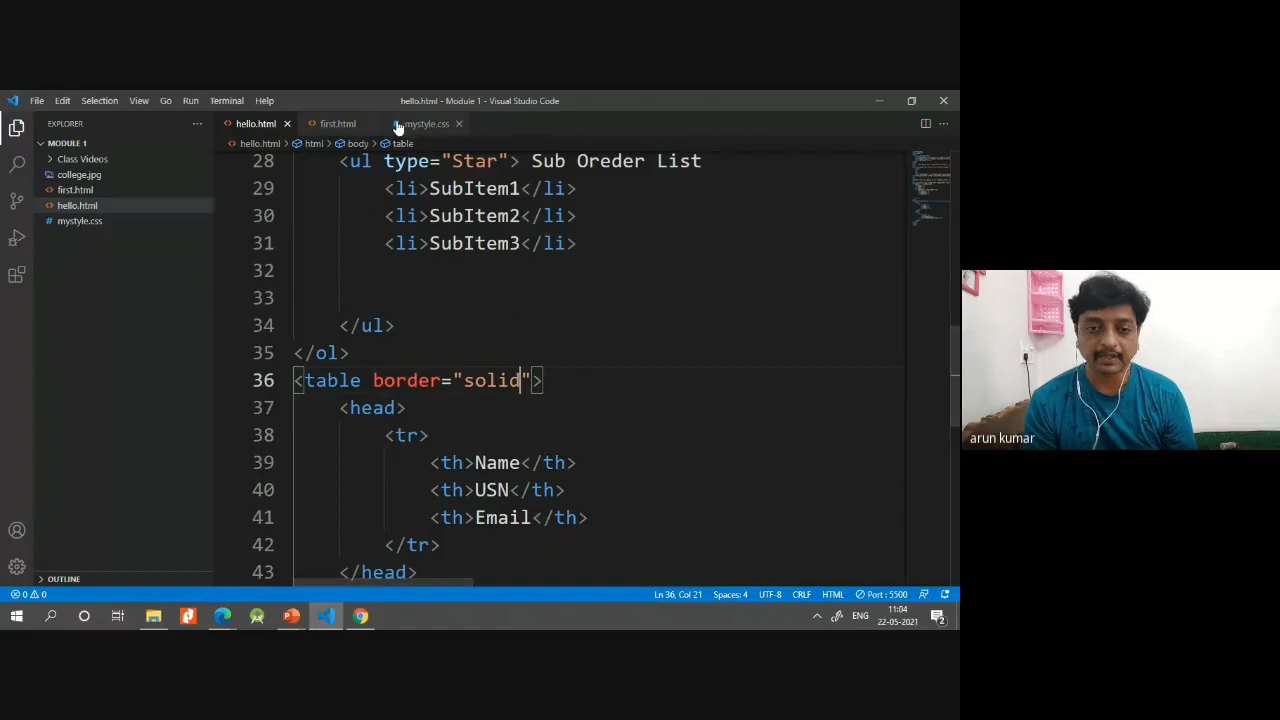 File Edit Selection View Go Run Terminal Help
hello.html - Module 1 - Visual Studio Code
EXPLORER
hello.html
first.html
mystyle.css
hello.html > html > body > table
MODULE 1
Class Videos
college.jpg
first.html
hello.html
mystyle.css
28 <ul type="Star"> Sub Oreder List
29 <li>SubItem1</li>
30 <li>SubItem2</li>
31 <li>SubItem3</li>
32
33
34 </ul>
35 </ol>
36 <table border="solid">
37 <head>
38 <tr>
39 <th>Name</th>
40 <th>USN</th>
41 <th>Email</th>
42 </tr>
43 </head>
OUTLINE
0 0
Ln 36, Col 21 Spaces: 4 UTF-8 CRLF HTML Port : 5500
ENG
11:04
22-05-2021
2
arun kumar